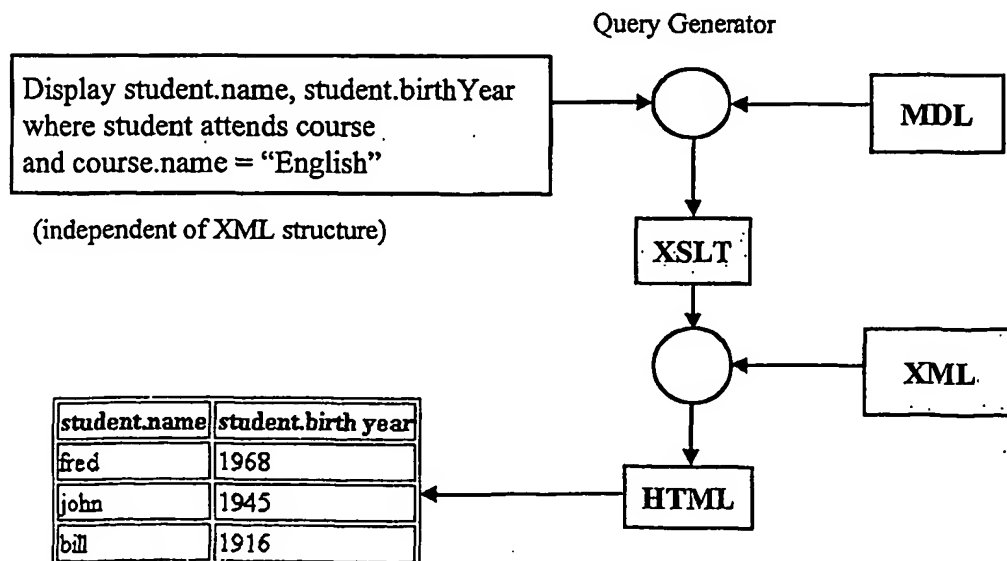 Query Generator
Display student.name, student.birthYear
where student attends course
and course.name = “English”
MDL
(independent of XML structure)
XSLT
XML
student.name student.birth year
fred 1968
john 1945
bill 1916
HTML